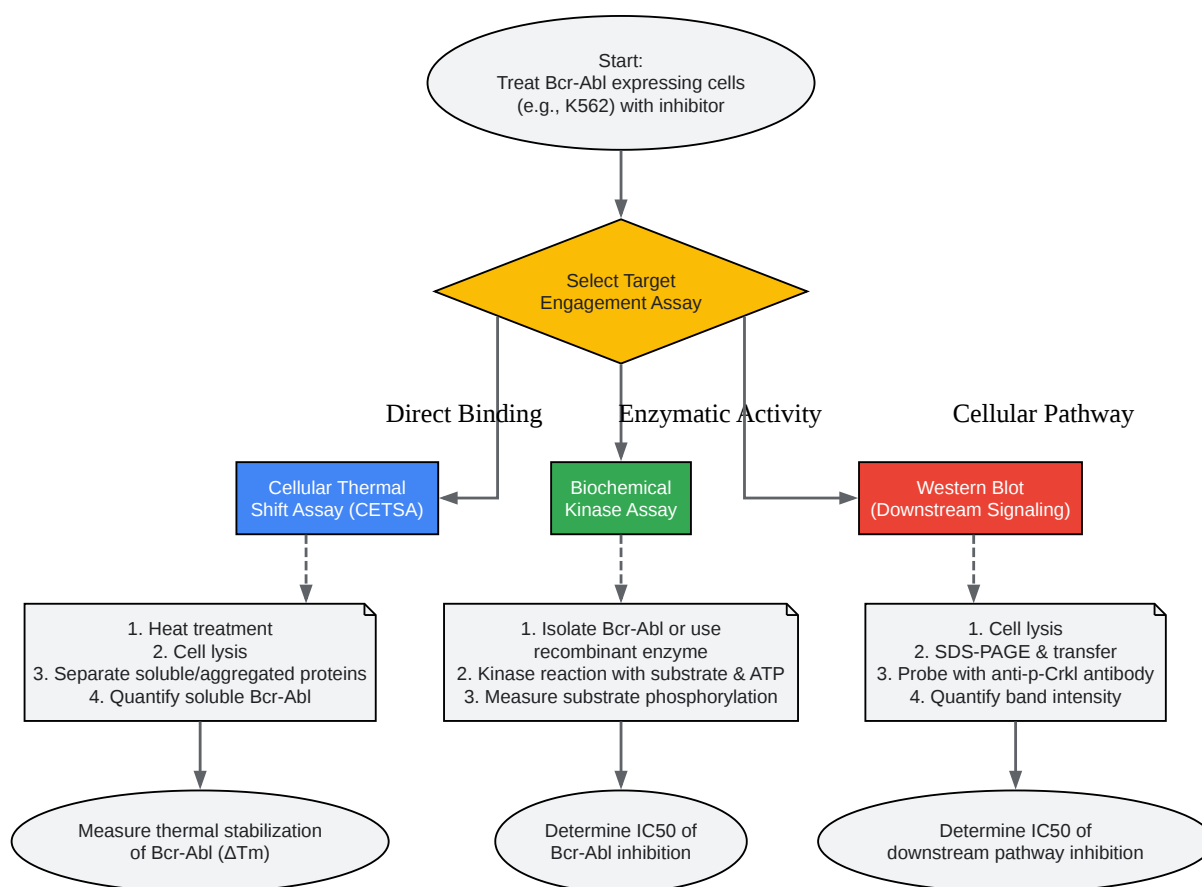 Start:
Treat Bcr-Abl expressing cells
(e.g., K562) with inhibitor
Select Target
Engagement Assay
Direct Binding
Enzymatic Activity
Cellular Pathway
Cellular Thermal
Shift Assay (CETSA)
Biochemical
Kinase Assay
Western Blot
(Downstream Signaling)
1. Heat treatment
2. Cell lysis
3. Separate soluble/aggregated proteins
4. Quantify soluble Bcr-Abl
1. Isolate Bcr-Abl or use
recombinant enzyme
2. Kinase reaction with substrate & ATP
3. Measure substrate phosphorylation
1. Cell lysis
2. SDS-PAGE & transfer
3. Probe with anti-p-Crkl antibody
4. Quantify band intensity
Measure thermal stabilization
of Bcr-Abl (ΔTm)
Determine IC50 of
Bcr-Abl inhibition
Determine IC50 of
downstream pathway inhibition